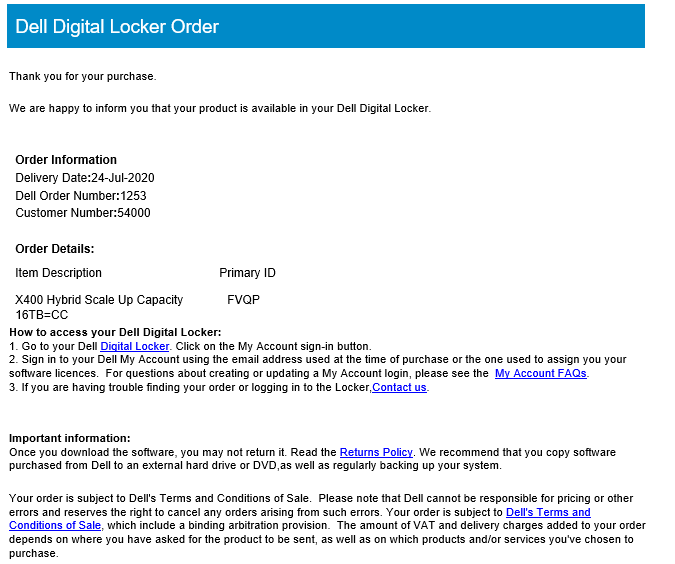 Dell Digital Locker Order
Thank you for your purchase.
We are happy to inform you that your product is available in your Dell Digital Locker.
Order Information
Delivery Date:24-Jul-2020
Dell Order Number:1253
Customer Number:54000
Order Details:
Item Description Primary ID
X400 Hybrid Scale Up Capacity FVQP
16TB=CC
How to access your Dell Digital Locker:
1. Go to your Dell Digital Locker. Click on the My Account sign-in button.
2. Sign in to your Dell My Account using the email address used at the time of purchase or the one used to assign you your
software licences.  For questions about creating or updating a My Account login, please see the  My Account FAQs.
3. If you are having trouble finding your order or logging in to the Locker,Contact us.
Important information:
Once you download the software, you may not return it. Read the Returns Policy. We recommend that you copy software
purchased from Dell to an external hard drive or DVD,as well as regularly backing up your system.
Your order is subject to Dell's Terms and Conditions of Sale.  Please note that Dell cannot be responsible for pricing or other
errors and reserves the right to cancel any orders arising from such errors. Your order is subject to Dell's Terms and
Conditions of Sale, which include a binding arbitration provision.  The amount of VAT and delivery charges added to your order
depends on where you have asked for the product to be sent, as well as on which products and/or services you've chosen to
purchase.